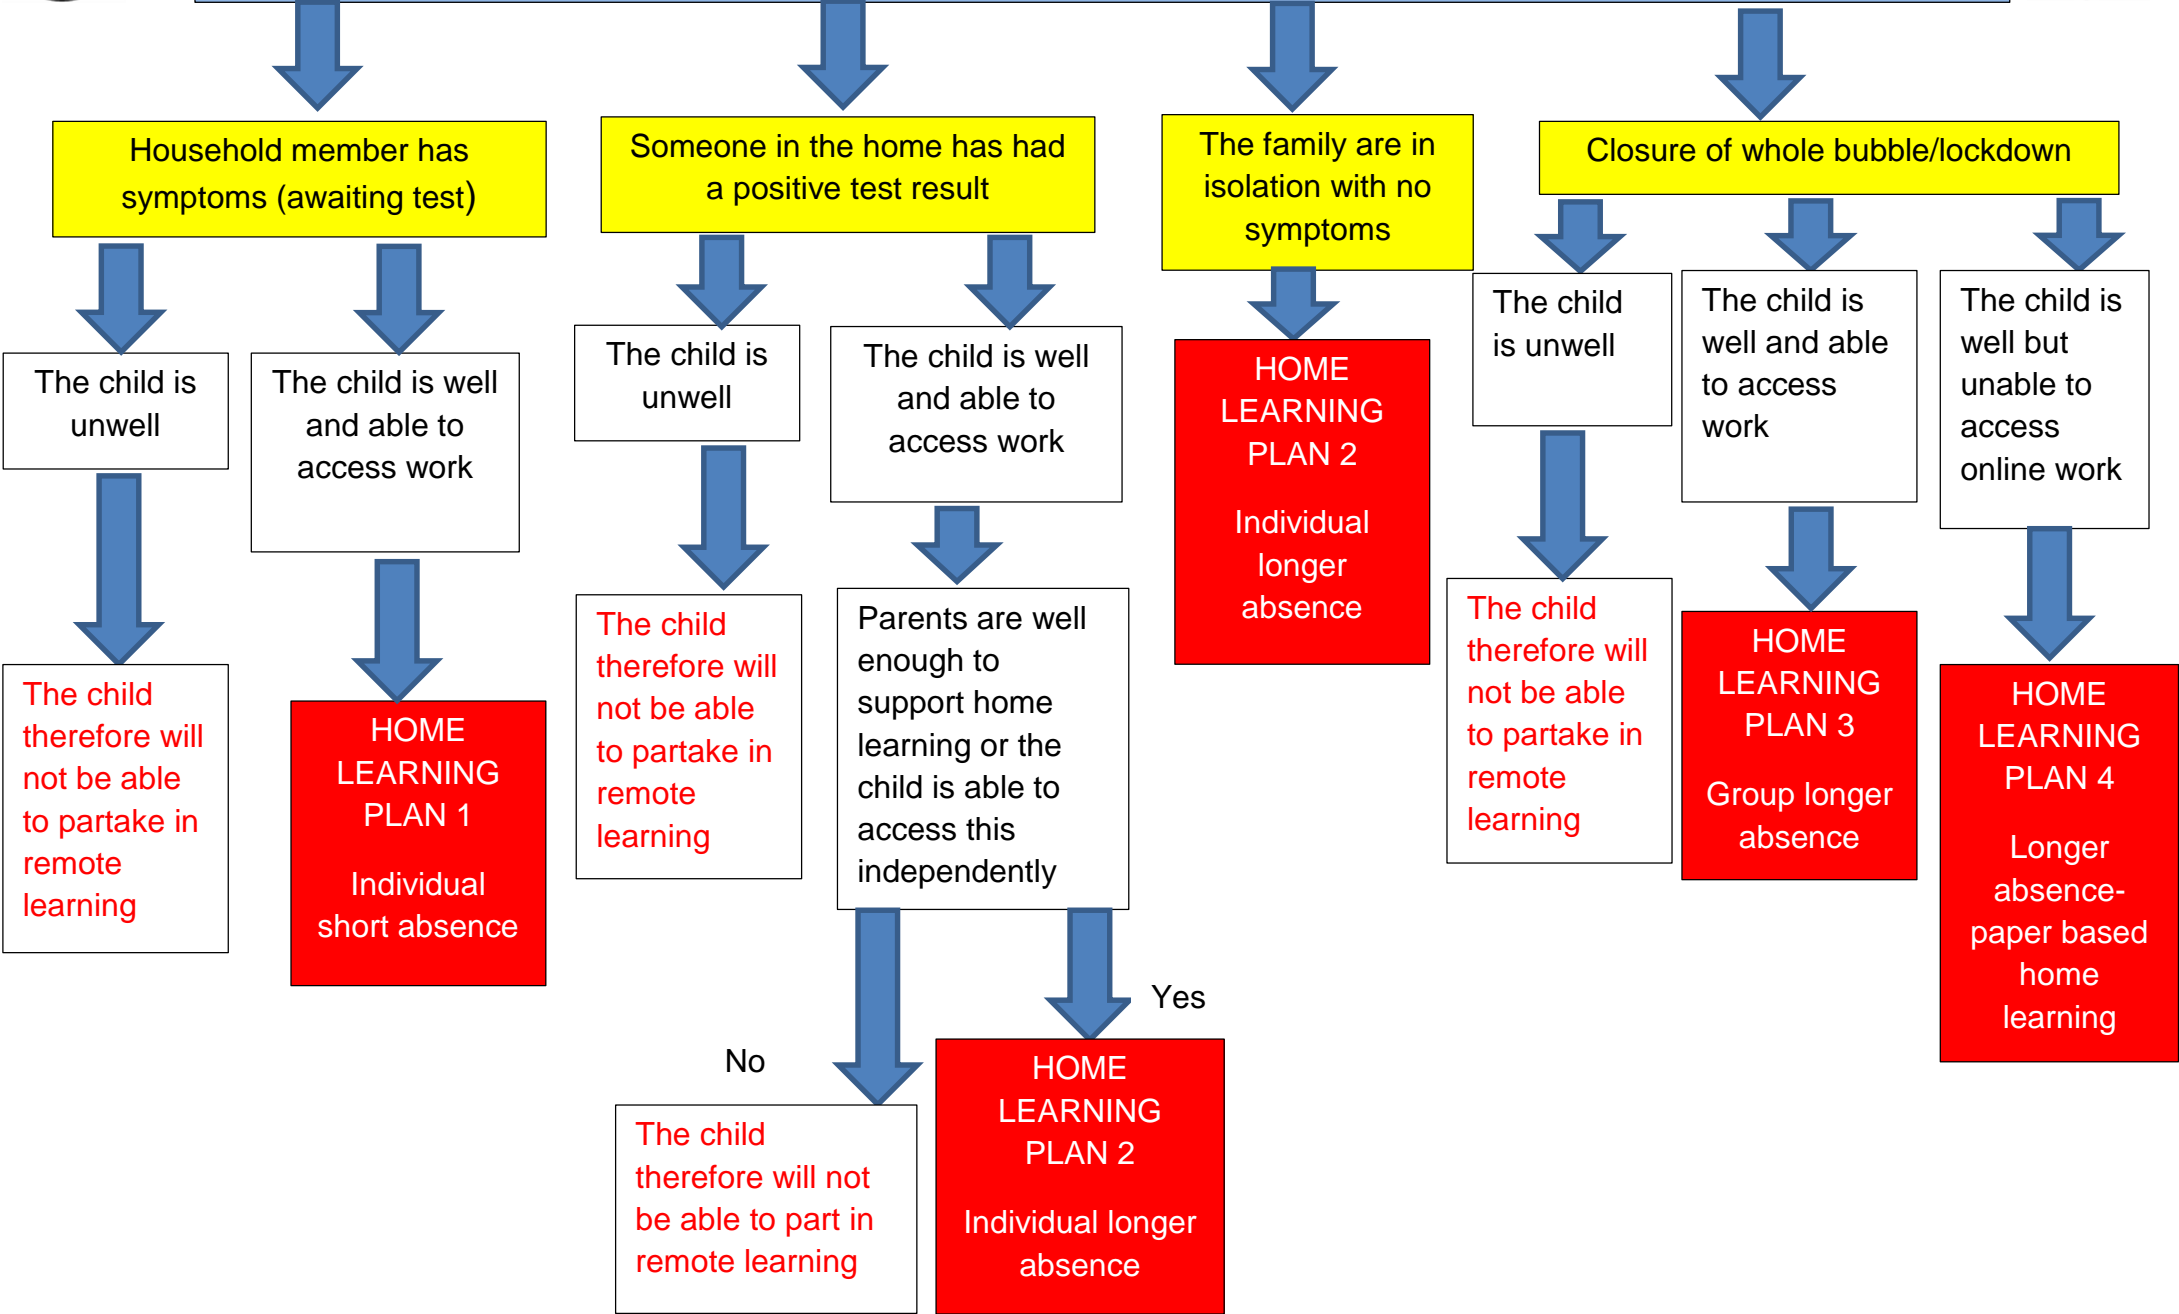 Household member has
symptoms (awaiting test)
Someone in the home has had
a positive test result
The family are in
isolation with no
symptoms
Closure of whole bubble/lockdown
The child is
unwell
The child is well
and able to
access work
The child is
unwell
The child is well
and able to
access work
HOME
LEARNING
PLAN 2
Individual
longer
absence
The child
is unwell
The child is
well and able
to access
work
The child is
well but
unable to
access
online work
The child
therefore will
not be able
to partake in
remote
learning
HOME
LEARNING
PLAN 1
Individual
short absence
The child
therefore will
not be able
to partake in
remote
learning
Parents are well
enough to
support home
learning or the
child is able to
access this
independently
The child
therefore will
not be able
to partake in
remote
learning
HOME
LEARNING
PLAN 3
Group longer
absence
HOME
LEARNING
PLAN 4
Longer
absence-
paper based
home
learning
No
Yes
The child
therefore will not
be able to part in
remote learning
HOME
LEARNING
PLAN 2
Individual longer
absence